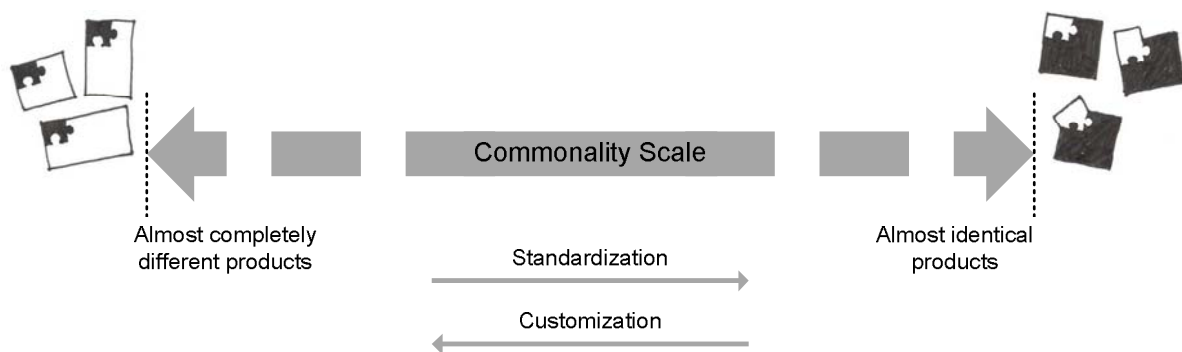 Commonality Scale
Almost completely
different products
Almost identical
products
Standardization
Customization